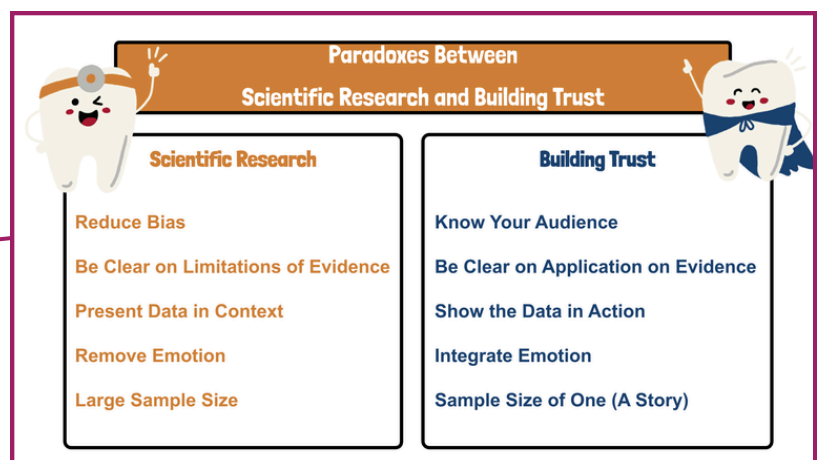 Paradoxes Between
Scientific Research and Building Trust
Scientific Research
Reduce Bias
Be Clear on Limitations of Evidence
Present Data in Context
Remove Emotion
Large Sample Size
Building Trust
Know Your Audience
Be Clear on Application on Evidence
Show the Data in Action
Integrate Emotion
Sample Size of One (A Story)